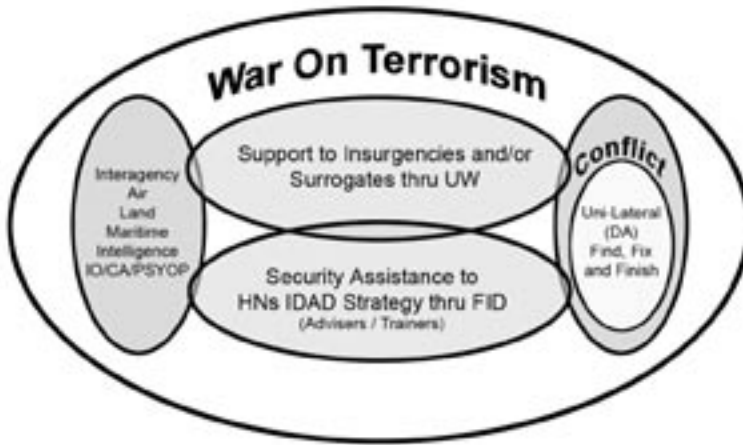 War On Terrorism
Interagency
Air
Land
Maritime
Intelligence
IO/CA/PSYOP
Support to Insurgencies and/or
Surrogates thru UW
Security Assistance to
HNs IDAD Strategy thru FID
(Advisers / Trainers)
Conflict
Uni-Lateral
(DA)
Find, Fix
and Finish